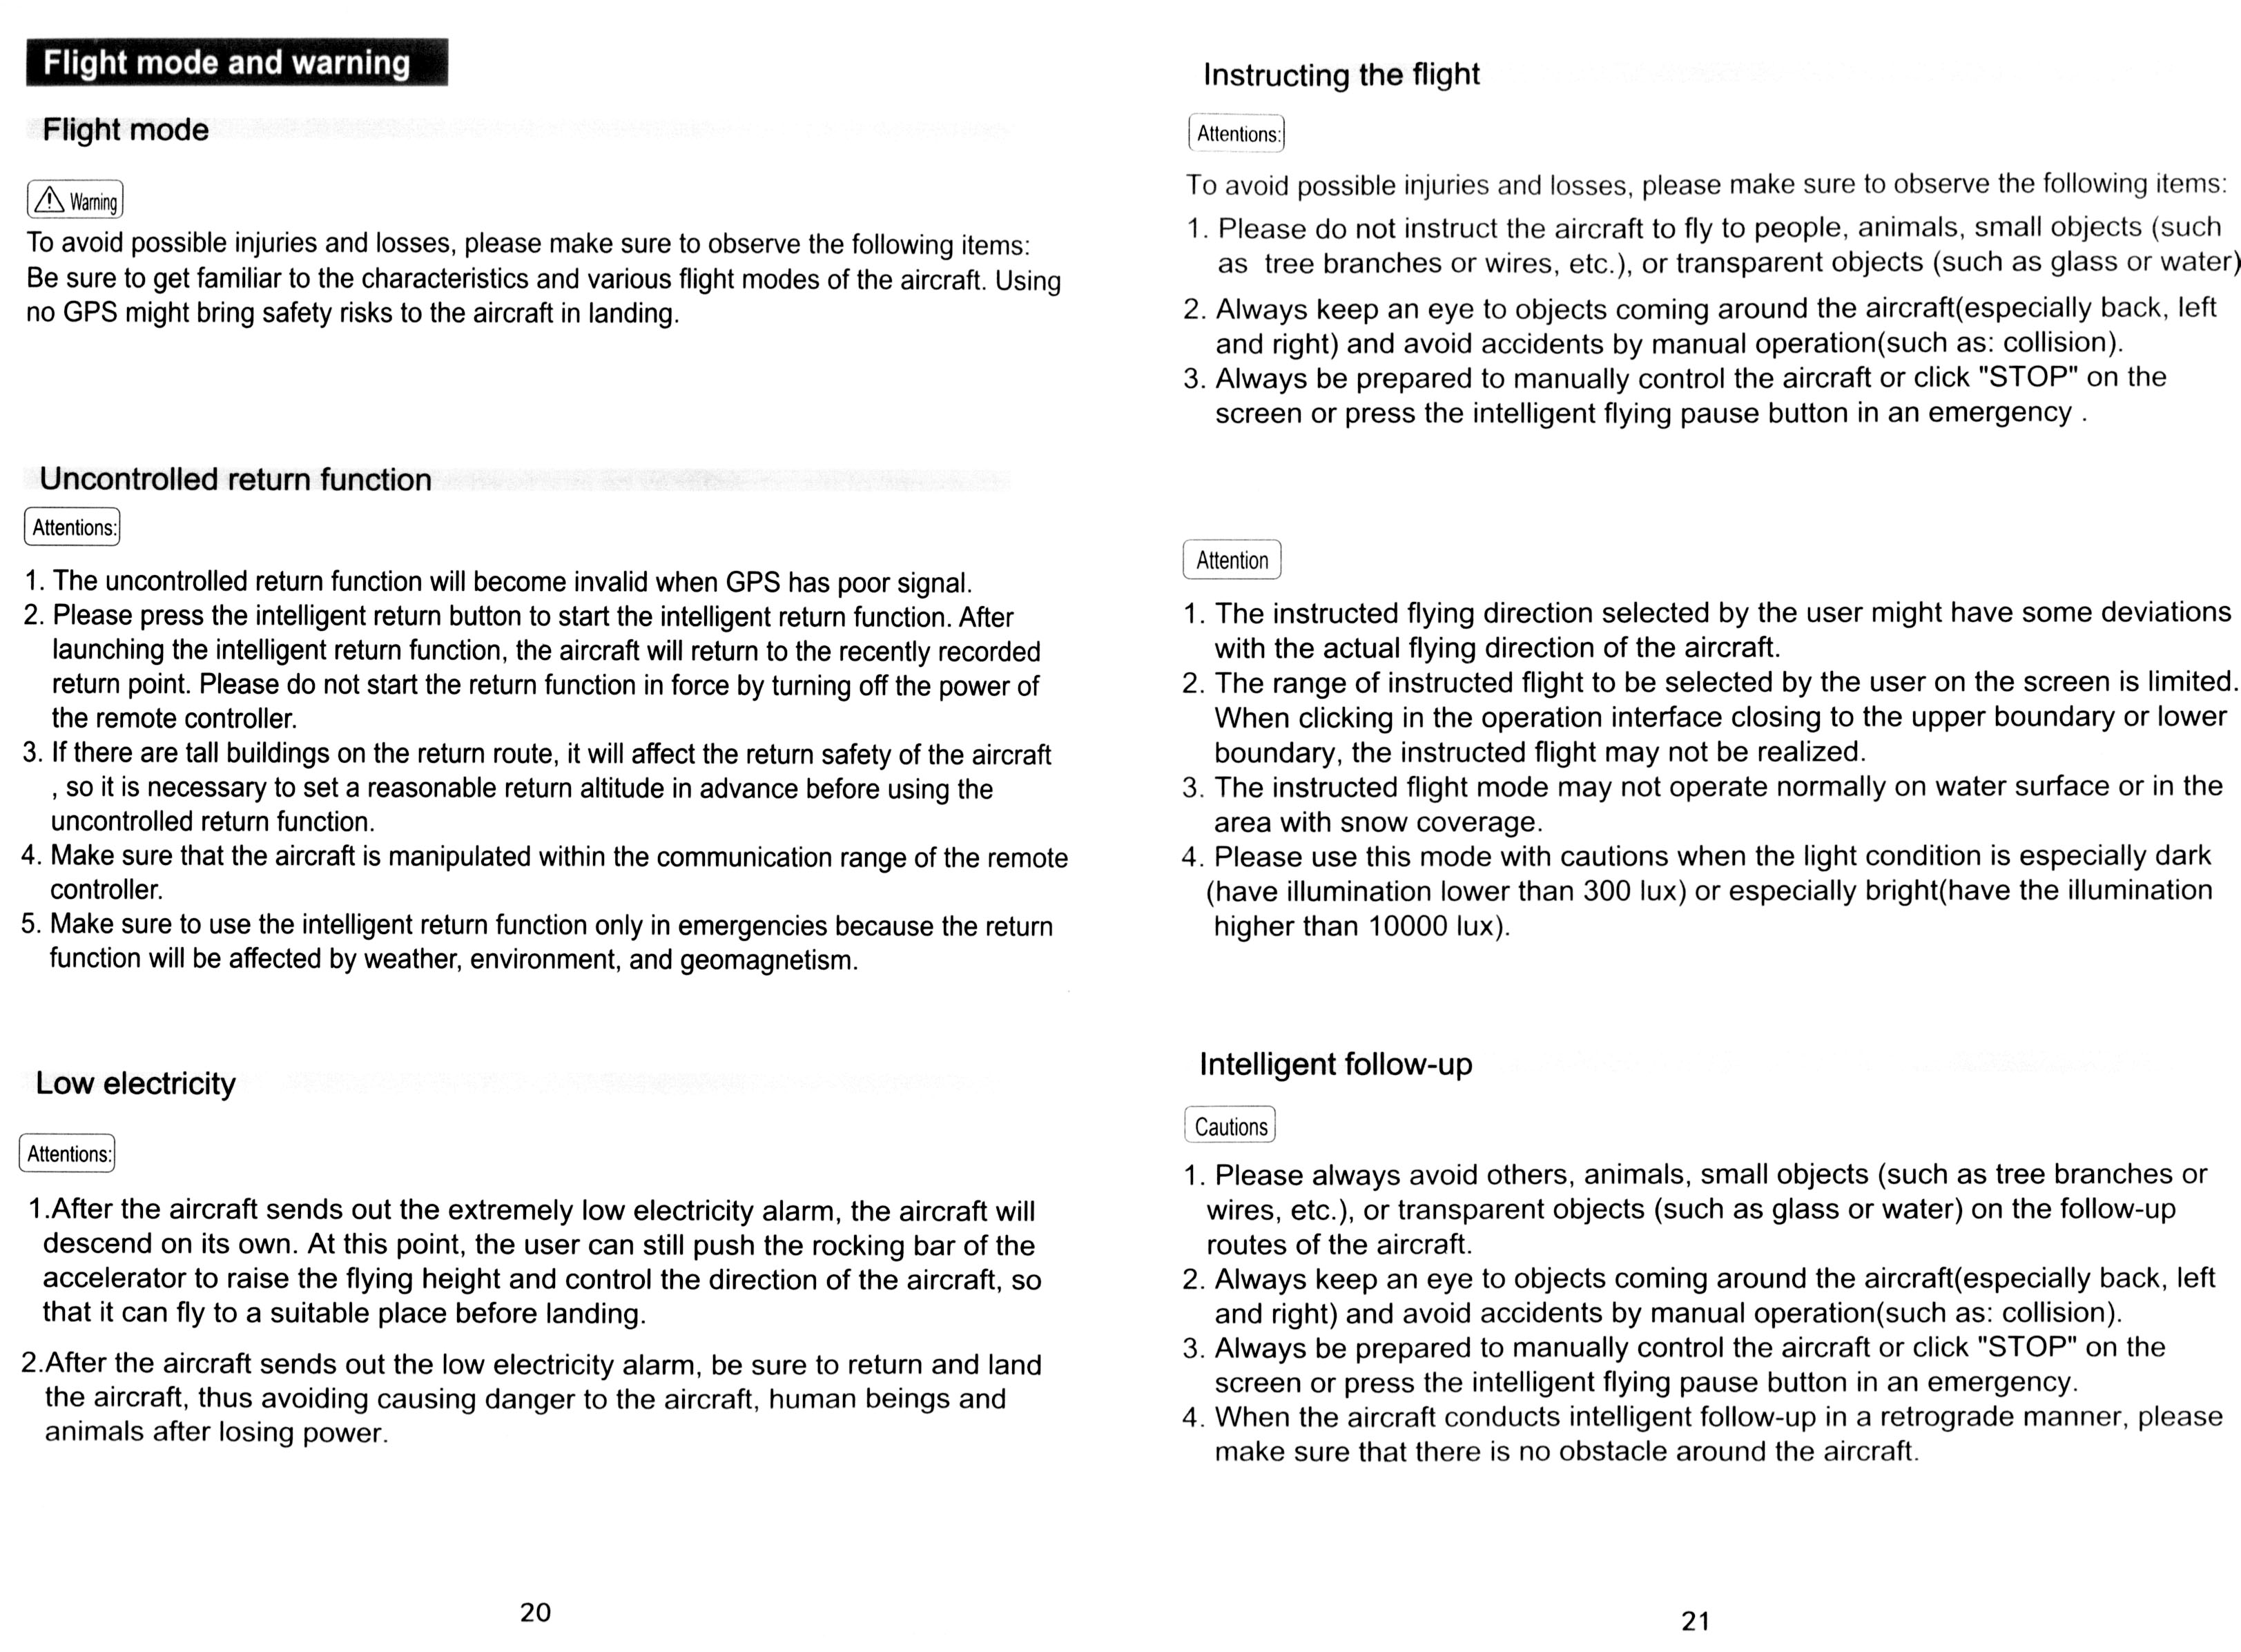 Flight mode and warning
Flight mode
Warning
To avoid possible injuries and losses, please make sure to observe the following items:
Be sure to get familiar to the characteristics and various flight modes of the aircraft. Using
no GPS might bring safety risks to the aircraft in landing.
Uncontrolled return function
Attentions:
1. The uncontrolled return function will become invalid when GPS has poor signal.
2. Please press the intelligent return button to start the intelligent return function. After
launching the intelligent return function, the aircraft will return to the recently recorded
return point. Please do not start the return function in force by turning off the power of
the remote controller.
3. If there are tall buildings on the return route, it will affect the return safety of the aircraft
, so it is necessary to set a reasonable return altitude in advance before using the
uncontrolled return function.
4. Make sure that the aircraft is manipulated within the communication range of the remote
controller.
5. Make sure to use the intelligent return function only in emergencies because the return
function will be affected by weather, environment, and geomagnetism.
Low electricity
Attentions:
1.After the aircraft sends out the extremely low electricity alarm, the aircraft will
descend on its own. At this point, the user can still push the rocking bar of the
accelerator to raise the flying height and control the direction of the aircraft, so
that it can fly to a suitable place before landing.
2.After the aircraft sends out the low electricity alarm, be sure to return and land
the aircraft, thus avoiding causing danger to the aircraft, human beings and
animals after losing power.
20
Instructing the flight
Attentions:
To avoid possible injuries and losses, please make sure to observe the following items:
1. Please do not instruct the aircraft to fly to people, animals, small objects (such
as tree branches or wires, etc.), or transparent objects (such as glass or water)
2. Always keep an eye to objects coming around the aircraft(especially back, left
and right) and avoid accidents by manual operation(such as: collision).
3. Always be prepared to manually control the aircraft or click "STOP" on the
screen or press the intelligent flying pause button in an emergency .
Attention
1. The instructed flying direction selected by the user might have some deviations
with the actual flying direction of the aircraft.
2. The range of instructed flight to be selected by the user on the screen is limited.
When clicking in the operation interface closing to the upper boundary or lower
boundary, the instructed flight may not be realized.
3. The instructed flight mode may not operate normally on water surface or in the
area with snow coverage.
4. Please use this mode with cautions when the light condition is especially dark
(have illumination lower than 300 lux) or especially bright(have the illumination
higher than 10000 lux).
Intelligent follow-up
Cautions
1. Please always avoid others, animals, small objects (such as tree branches or
wires, etc.), or transparent objects (such as glass or water) on the follow-up
routes of the aircraft.
2. Always keep an eye to objects coming around the aircraft(especially back, left
and right) and avoid accidents by manual operation(such as: collision).
3. Always be prepared to manually control the aircraft or click "STOP" on the
screen or press the intelligent flying pause button in an emergency.
4. When the aircraft conducts intelligent follow-up in a retrograde manner, please
make sure that there is no obstacle around the aircraft.
21